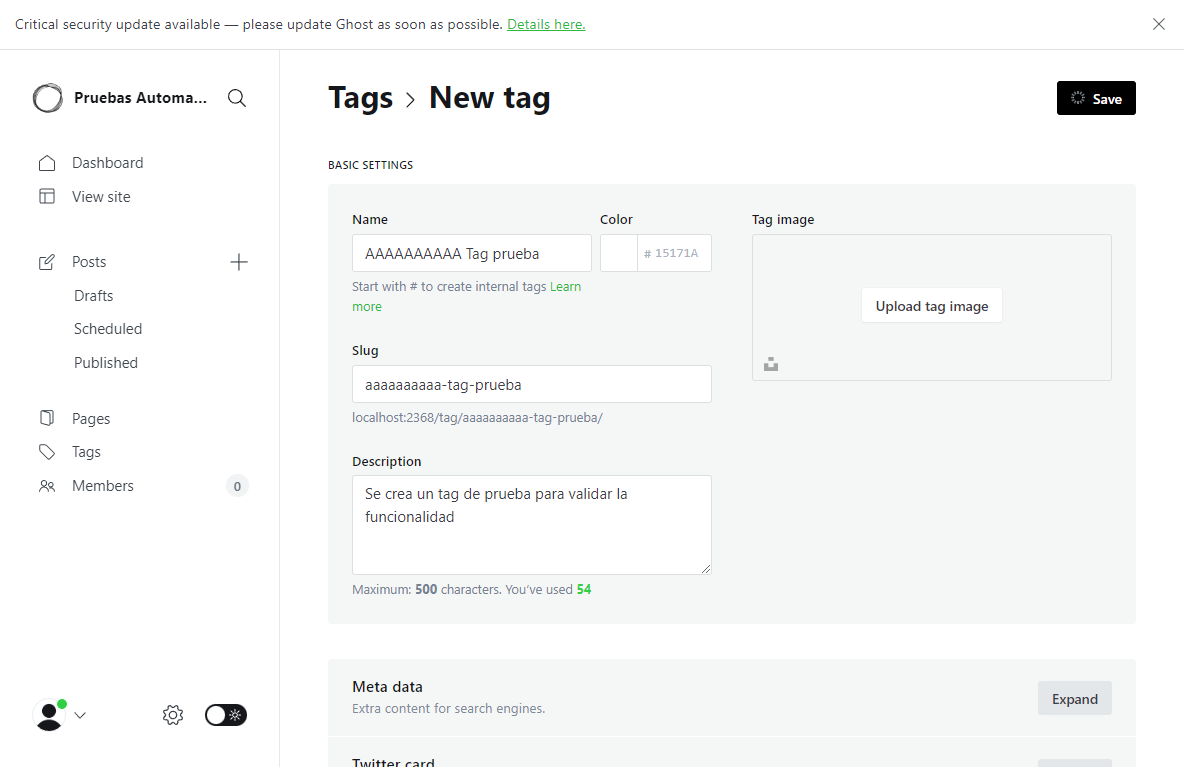 Critical security update available — please update Ghost as soon as possible. Details here.
Pruebas Automa...
Tags > New tag
Save
Dashboard
View site
Posts
Drafts
Scheduled
Published
Pages
Tags
Members 0
BASIC SETTINGS
Name
AAAAAAAAAA Tag prueba
Start with # to create internal tags Learn
more
Color
# 15171A
Slug
aaaaaaaaaa-tag-prueba
localhost:2368/tag/aaaaaaaaaa-tag-prueba/
Description
Se crea un tag de prueba para validar la
funcionalidad
Maximum: 500 characters. You’ve used 54
Tag image
Upload tag image
Meta data
Extra content for search engines.
Expand
Twitter card